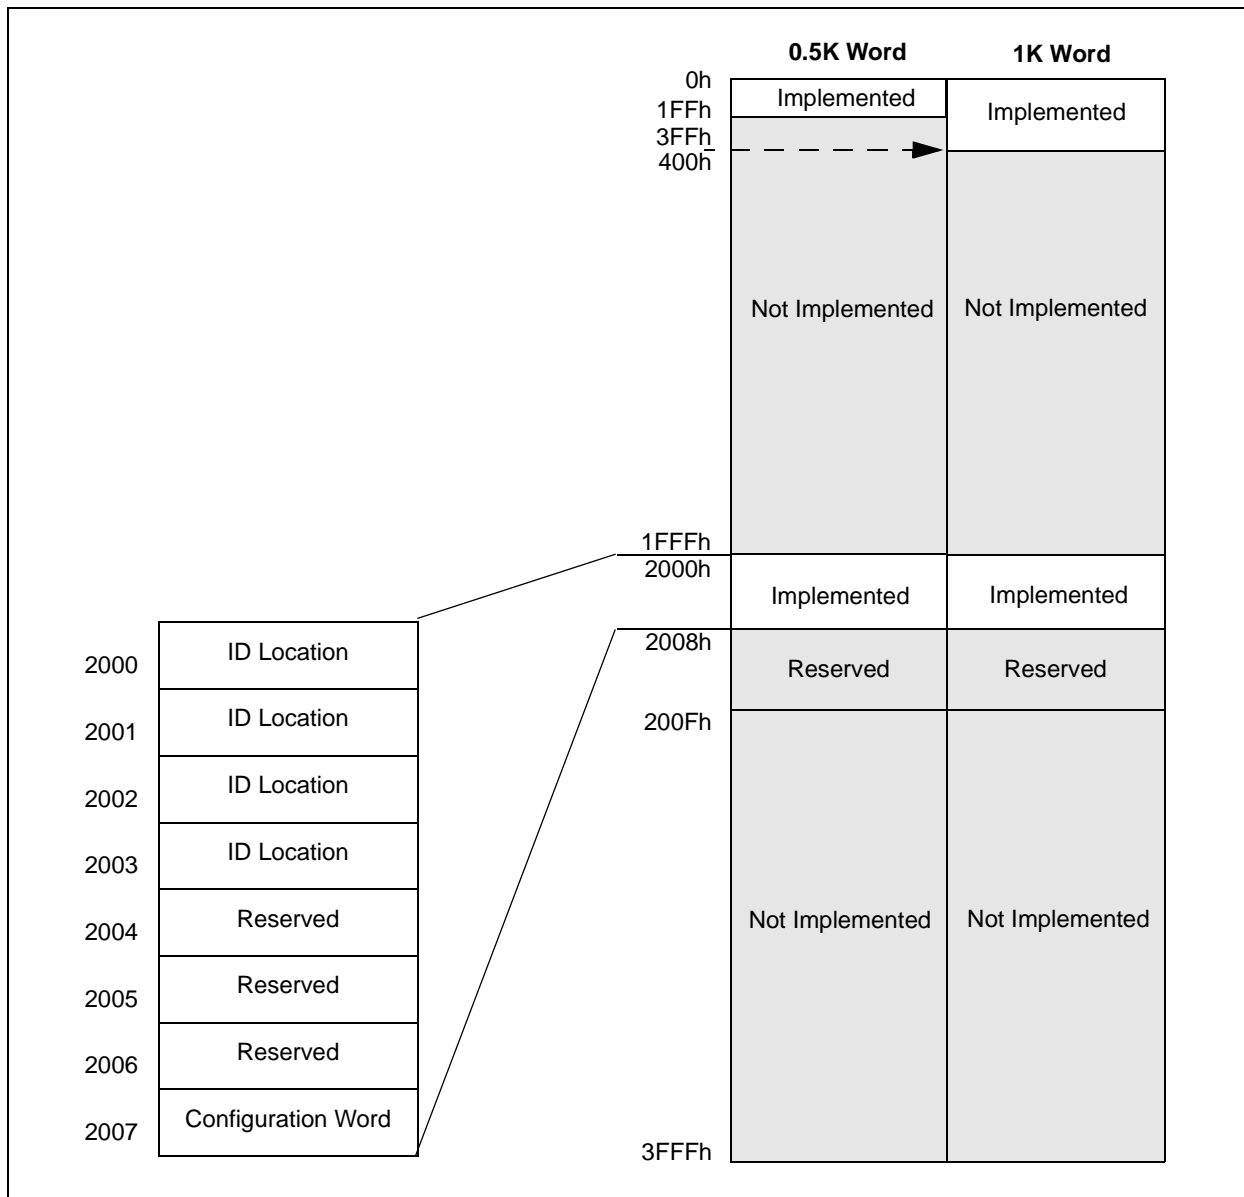 0.5K Word 1K Word
0h
Implemented Implemented
1FFh
3FFh
400h
Not Implemented Not Implemented
1FFFh
2000h
Implemented Implemented
2008h
Reserved Reserved
200Fh
Not Implemented Not Implemented
3FFFh
2000 ID Location
2001 ID Location
2002 ID Location
2003 ID Location
2004 Reserved
2005 Reserved
2006 Reserved
2007 Configuration Word